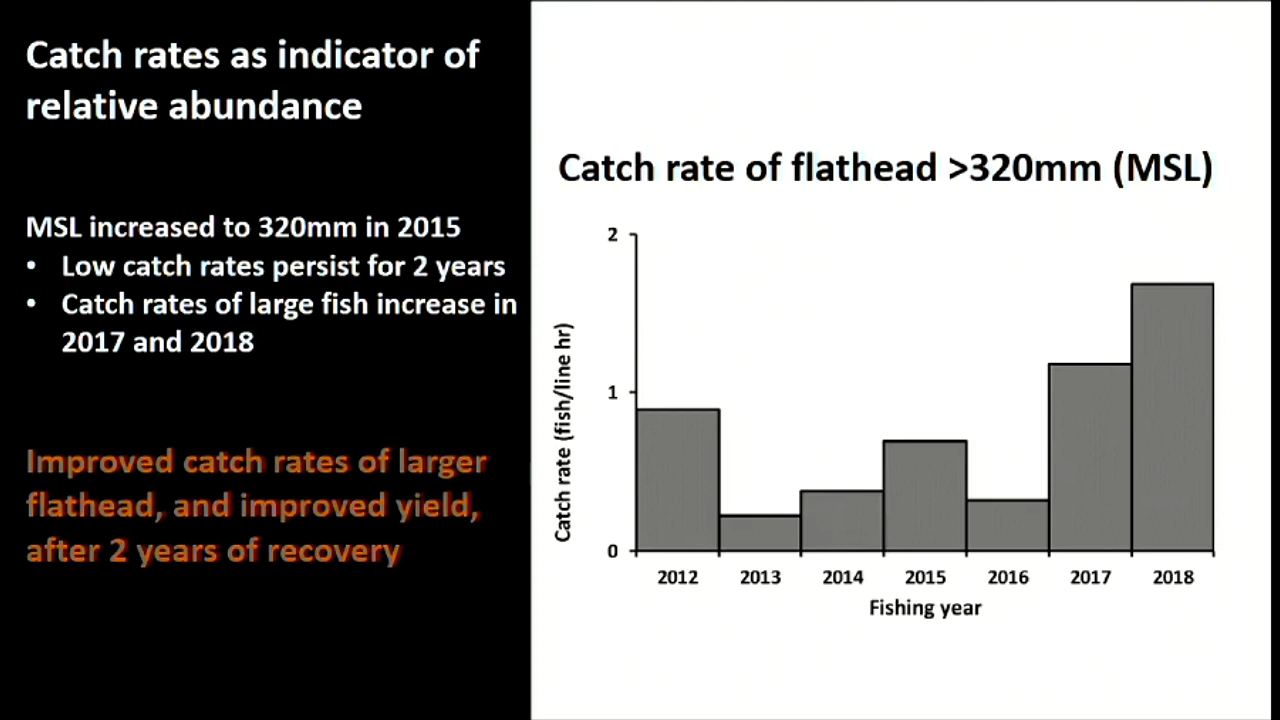 Catch rates as indicator of
relative abundance
MSL increased to 320mm in 2015
• Low catch rates persist for 2 years
• Catch rates of large fish increase in
2017 and 2018
Improved catch rates of larger
flathead, and improved yield,
after 2 years of recovery
Catch rate of flathead >320mm (MSL)
Catch rate (fish/line hr)
2
1
0
2012 2013 2014 2015 2016 2017 2018
Fishing year